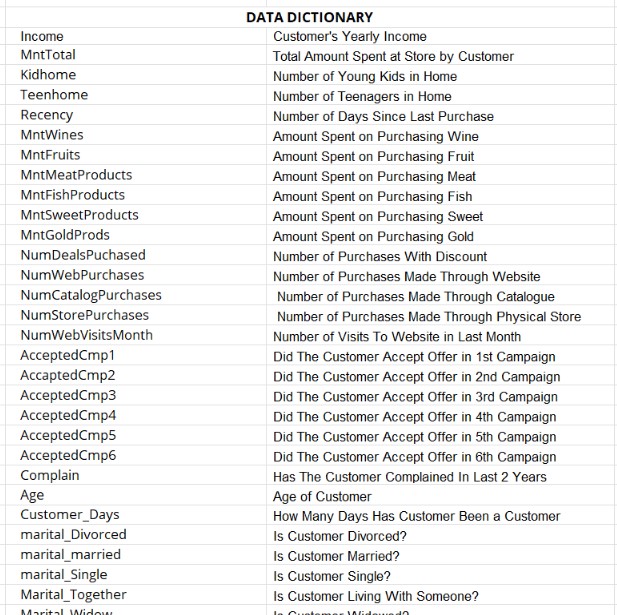 DATA DICTIONARY
Income Customer's Yearly Income
MntTotal Total Amount Spent at Store by Customer
Kidhome Number of Young Kids in Home
Teenhome Number of Teenagers in Home
Recency Number of Days Since Last Purchase
MntWines Amount Spent on Purchasing Wine
MntFruits Amount Spent on Purchasing Fruit
MntMeatProducts Amount Spent on Purchasing Meat
MntFishProducts Amount Spent on Purchasing Fish
MntSweetProducts Amount Spent on Purchasing Sweet
MntGoldProds Amount Spent on Purchasing Gold
NumDealsPuchased Number of Purchases With Discount
NumWebPurchases Number of Purchases Made Through Website
NumCatalogPurchases Number of Purchases Made Through Catalogue
NumStorePurchases Number of Purchases Made Through Physical Store
NumWebVisitsMonth Number of Visits To Website in Last Month
AcceptedCmp1 Did The Customer Accept Offer in 1st Campaign
AccaptedCmp2 Did The Customer Accept Offer in 2nd Campaign
AcceptedCmp3 Did The Customer Accept Offer in 3rd Campaign
AcceptedCmp4 Did The Customer Accept Offer in 4th Campaign
AcceptedCmp5 Did The Customer Accept Offer in 5th Campaign
AcceptedCmp6 Did The Customer Accept Offer in 6th Campaign
Complain Has The Customer Complained In Last 2 Years
Age Age of Customer
Customer_Days How Many Days Has Customer Been a Customer
marital_Divorced Is Customer Divorced?
marital_married Is Customer Married?
marital_Single Is Customer Single?
Marital_Together Is Customer Living With Someone?
Marital_Widow Is Customer Widowed?